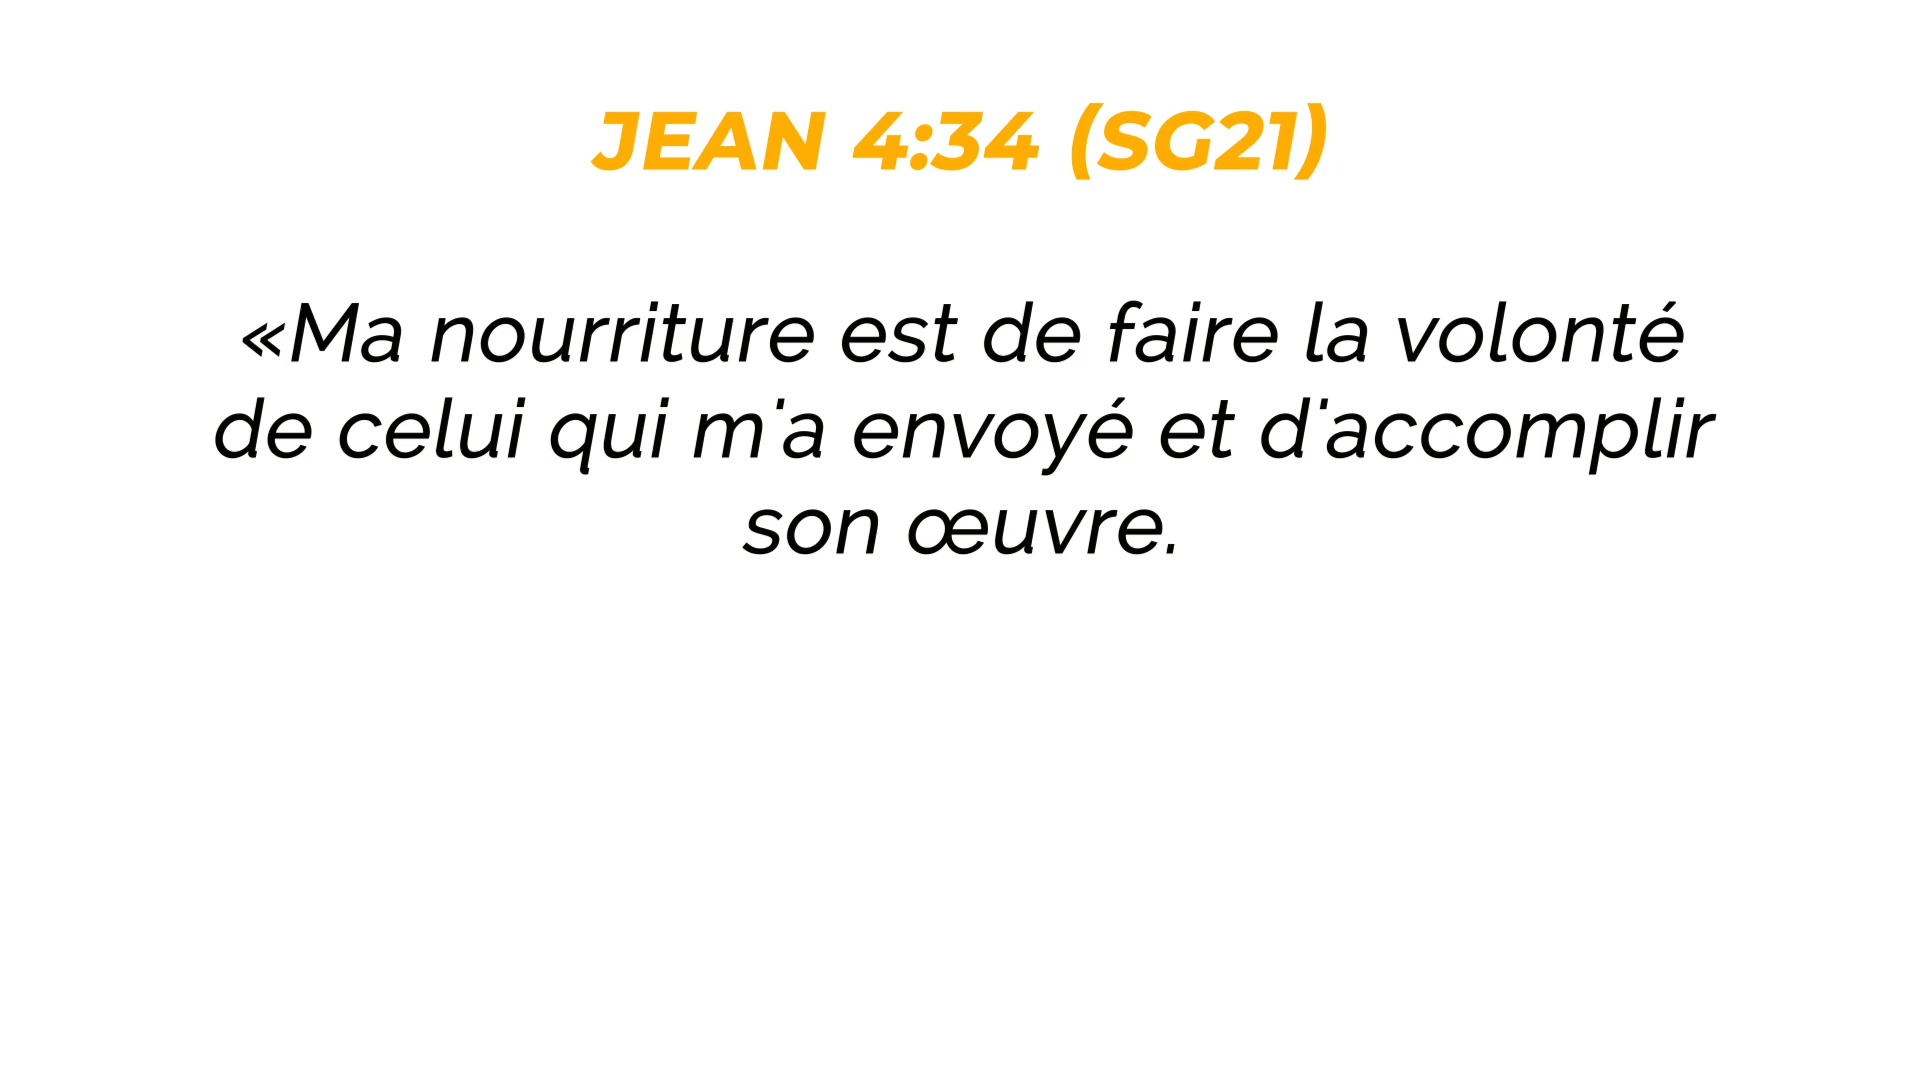 JEAN 4:34 (SG21)
«Ma nourriture est de faire la volonté
de celui qui m'a envoyé et d'accomplir
son œuvre.